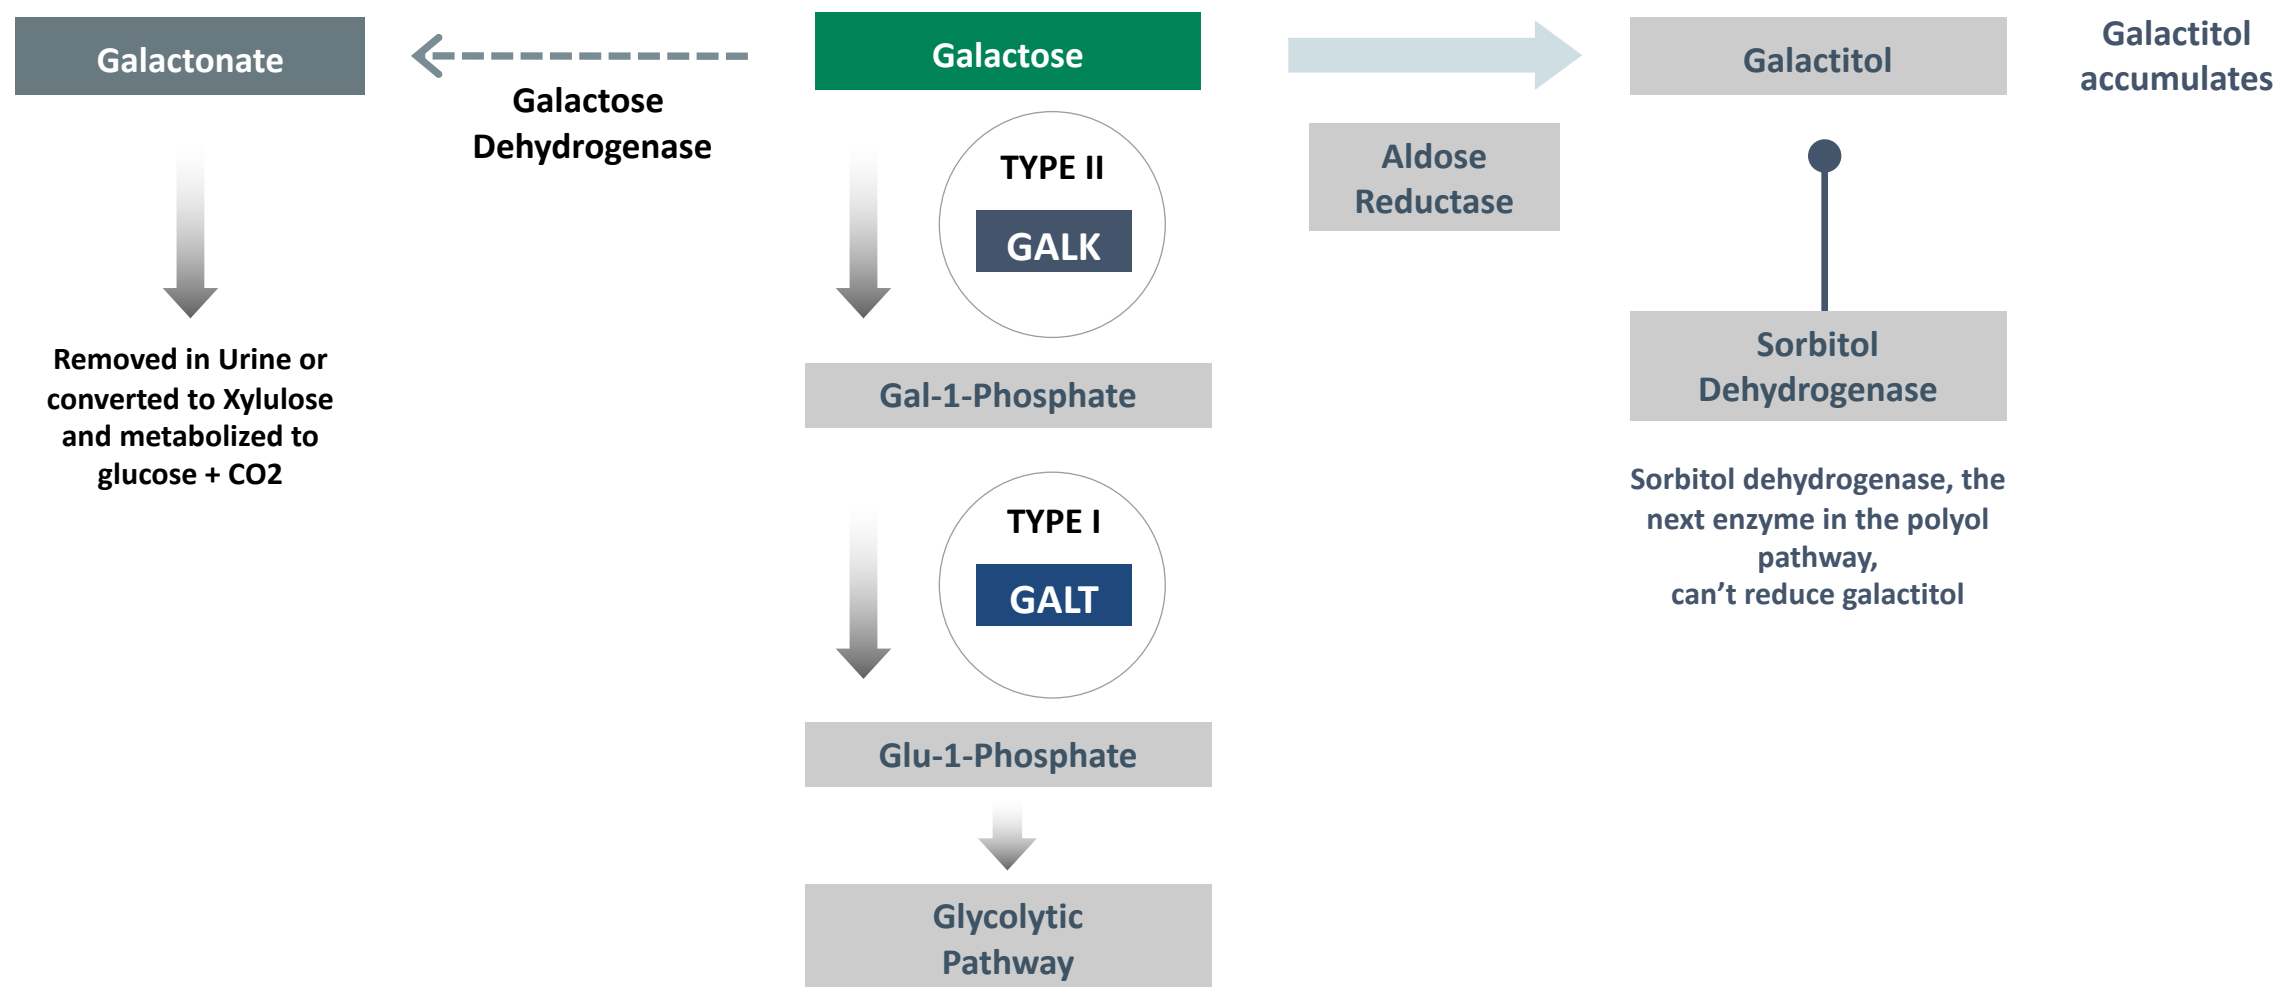 Galactonate
Galactose
Dehydrogenase
Galactose
Galactitol
Galactitol
accumulates
TYPE II
GALK
Aldose
Reductase
Removed in Urine or
converted to Xylulose
and metabolized to
glucose + CO2
Gal-1-Phosphate
Sorbitol
Dehydrogenase
Sorbitol dehydrogenase, the
next enzyme in the polyol
pathway,
can’t reduce galactitol
TYPE I
GALT
Glu-1-Phosphate
Glycolytic
Pathway